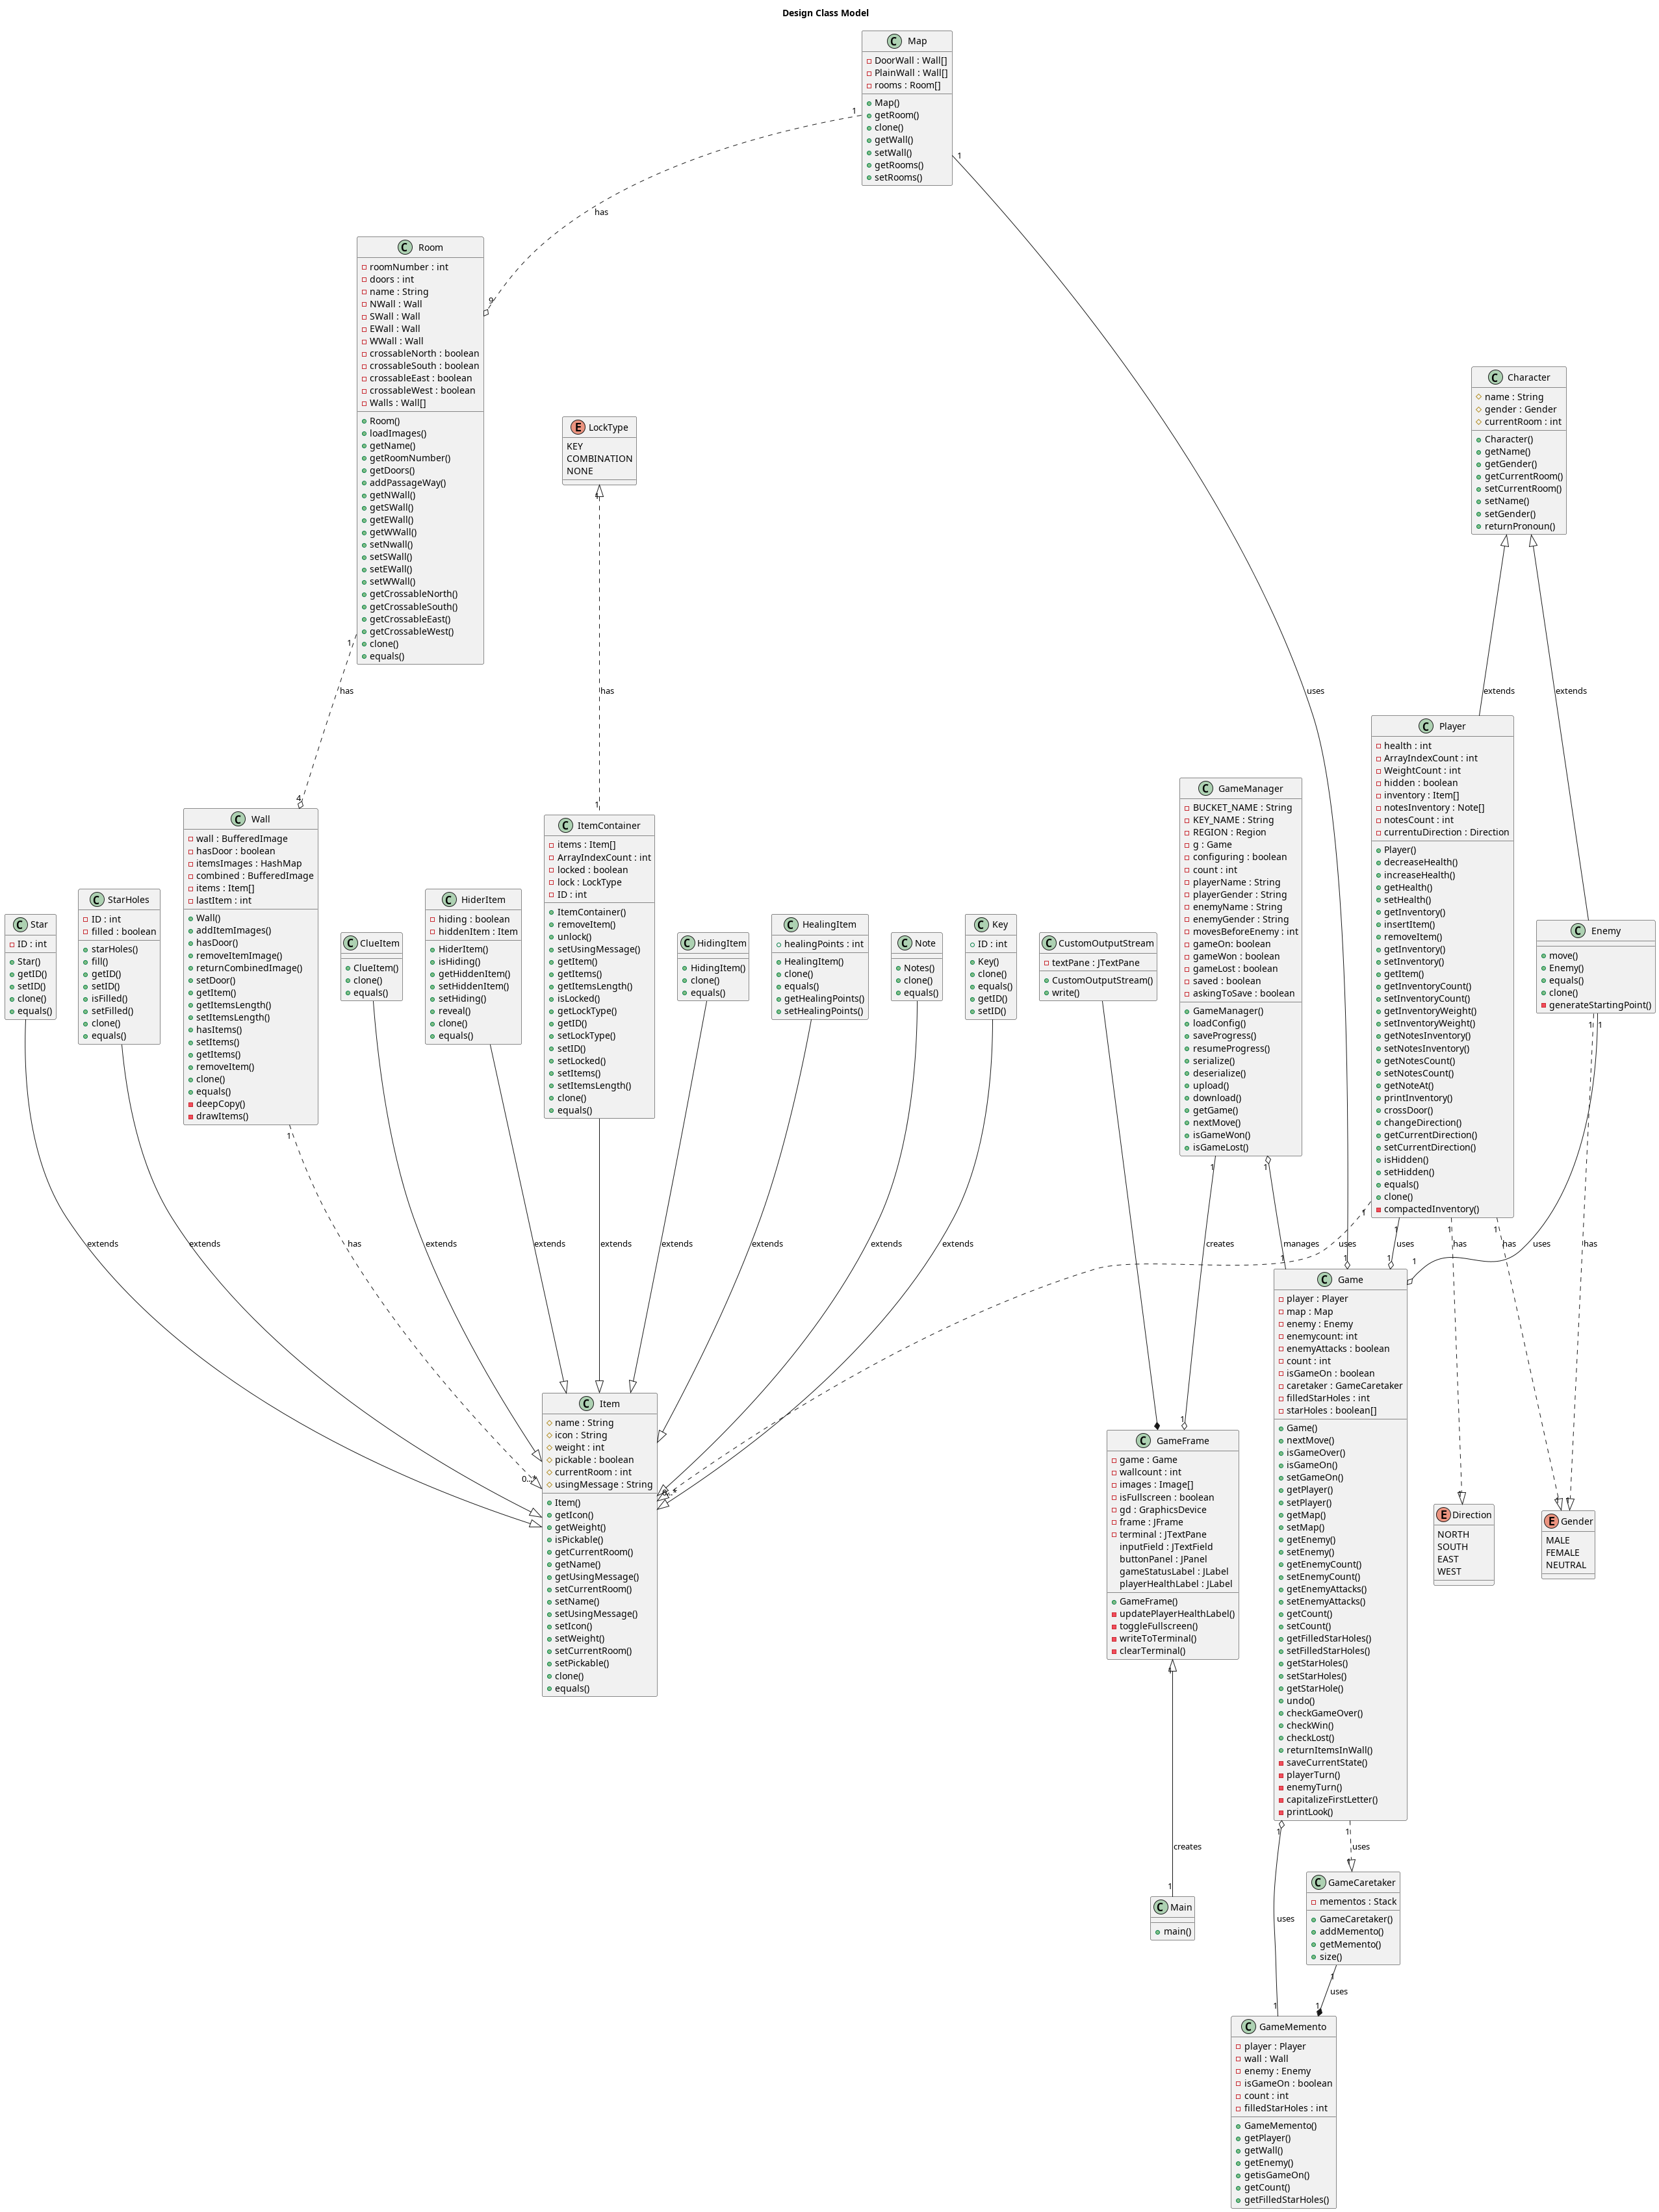 Design Class Model
Map
DoorWall : Wall[]
PlainWall : Wall[]
rooms : Room[]
Map()
getRoom()
clone()
getWall()
setWall()
getRooms()
setRooms()
1
1
has
9
uses
1
Room
roomNumber : int
doors : int
name : String
NWall : Wall
SWall : Wall
EWall : Wall
WWall : Wall
crossableNorth : boolean
crossableSouth : boolean
crossableEast : boolean
crossableWest : boolean
Walls : Wall[]
Room()
loadImages()
getName()
getRoomNumber()
getDoors()
addPassageWay()
getNWall()
getSWall()
getEWall()
getWWall()
setNwall()
setSWall()
setEWall()
setWWall()
getCrossableNorth()
getCrossableSouth()
getCrossableEast()
getCrossableWest()
clone()
equals()
1
has
4
LockType
KEY
COMBINATION
NONE
1
has
1
Character
name : String
gender : Gender
currentRoom : int
Character()
getName()
getGender()
getCurrentRoom()
setCurrentRoom()
setName()
setGender()
returnPronoun()
extends
extends
Star
ID : int
Star()
getID()
setID()
clone()
equals()
extends
StarHoles
ID : int
filled : boolean
starHoles()
fill()
getID()
setID()
isFilled()
setFilled()
clone()
equals()
extends
Wall
wall : BufferedImage
hasDoor : boolean
itemsImages : HashMap
combined : BufferedImage
items : Item[]
lastItem : int
Wall()
addItemImages()
hasDoor()
removeItemImage()
returnCombinedImage()
setDoor()
getItem()
getItemsLength()
setItemsLength()
hasItems()
setItems()
getItems()
removeItem()
clone()
equals()
deepCopy()
drawItems()
1
has
0..*
ClueItem
ClueItem()
clone()
equals()
extends
HiderItem
hiding : boolean
hiddenItem : Item
HiderItem()
isHiding()
getHiddenItem()
setHiddenItem()
setHiding()
reveal()
clone()
equals()
extends
ItemContainer
items : Item[]
ArrayIndexCount : int
locked : boolean
lock : LockType
ID : int
ItemContainer()
removeItem()
unlock()
setUsingMessage()
getItem()
getItems()
getItemsLength()
isLocked()
getLockType()
getID()
setLockType()
setID()
setLocked()
setItems()
setItemsLength()
clone()
equals()
extends
HidingItem
HidingItem()
clone()
equals()
extends
HealingItem
healingPoints : int
HealingItem()
clone()
equals()
getHealingPoints()
setHealingPoints()
extends
Note
Notes()
clone()
equals()
extends
Key
ID : int
Key()
clone()
equals()
getID()
setID()
extends
CustomOutputStream
textPane : JTextPane
CustomOutputStream()
write()
GameManager
BUCKET_NAME : String
KEY_NAME : String
REGION : Region
g : Game
configuring : boolean
count : int
playerName : String
playerGender : String
enemyName : String
enemyGender : String
movesBeforeEnemy : int
gameOn: boolean
gameWon : boolean
gameLost : boolean
saved : boolean
askingToSave : boolean
GameManager()
loadConfig()
saveProgress()
resumeProgress()
serialize()
deserialize()
upload()
download()
getGame()
nextMove()
isGameWon()
isGameLost()
1
creates
1
1
manages
1
Player
health : int
ArrayIndexCount : int
WeightCount : int
hidden : boolean
inventory : Item[]
notesInventory : Note[]
notesCount : int
currentuDirection : Direction
Player()
decreaseHealth()
increaseHealth()
getHealth()
setHealth()
getInventory()
insertItem()
removeItem()
getInventory()
setInventory()
getItem()
getInventoryCount()
setInventoryCount()
getInventoryWeight()
setInventoryWeight()
getNotesInventory()
setNotesInventory()
getNotesCount()
setNotesCount()
getNoteAt()
printInventory()
crossDoor()
changeDirection()
getCurrentDirection()
setCurrentDirection()
isHidden()
setHidden()
equals()
clone()
compactedInventory()
1
uses
0..*
1
uses
1
1
has
1
1
has
1
Enemy
move()
Enemy()
equals()
clone()
generateStartingPoint()
1
has
1
1
uses
1
Item
name : String
icon : String
weight : int
pickable : boolean
currentRoom : int
usingMessage : String
Item()
getIcon()
getWeight()
isPickable()
getCurrentRoom()
getName()
getUsingMessage()
setCurrentRoom()
setName()
setUsingMessage()
setIcon()
setWeight()
setCurrentRoom()
setPickable()
clone()
equals()
GameFrame
game : Game
wallcount : int
images : Image[]
isFullscreen : boolean
gd : GraphicsDevice
frame : JFrame
terminal : JTextPane
inputField : JTextField
buttonPanel : JPanel
gameStatusLabel : JLabel
playerHealthLabel : JLabel
GameFrame()
updatePlayerHealthLabel()
toggleFullscreen()
writeToTerminal()
clearTerminal()
1
creates
1
Game
player : Player
map : Map
enemy : Enemy
enemycount: int
enemyAttacks : boolean
count : int
isGameOn : boolean
caretaker : GameCaretaker
filledStarHoles : int
starHoles : boolean[]
Game()
nextMove()
isGameOver()
isGameOn()
setGameOn()
getPlayer()
setPlayer()
getMap()
setMap()
getEnemy()
setEnemy()
getEnemyCount()
setEnemyCount()
getEnemyAttacks()
setEnemyAttacks()
getCount()
setCount()
getFilledStarHoles()
setFilledStarHoles()
getStarHoles()
setStarHoles()
getStarHole()
undo()
checkGameOver()
checkWin()
checkLost()
returnItemsInWall()
saveCurrentState()
playerTurn()
enemyTurn()
capitalizeFirstLetter()
printLook()
1
uses
1
1
uses
1
Direction
NORTH
SOUTH
EAST
WEST
Gender
MALE
FEMALE
NEUTRAL
Main
main()
GameCaretaker
mementos : Stack
GameCaretaker()
addMemento()
getMemento()
size()
1
uses
1
GameMemento
player : Player
wall : Wall
enemy : Enemy
isGameOn : boolean
count : int
filledStarHoles : int
GameMemento()
getPlayer()
getWall()
getEnemy()
getisGameOn()
getCount()
getFilledStarHoles()